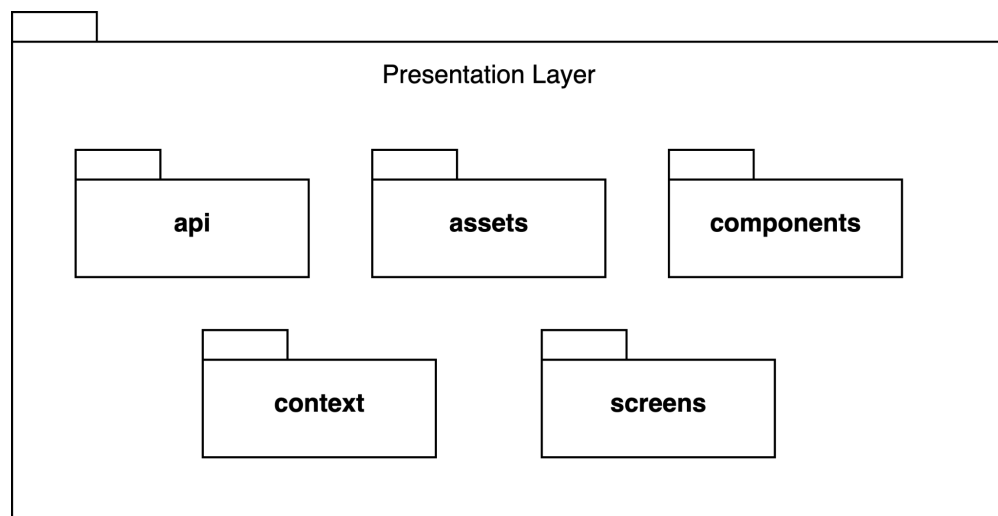 Presentation Layer
api
assets
components
context
screens